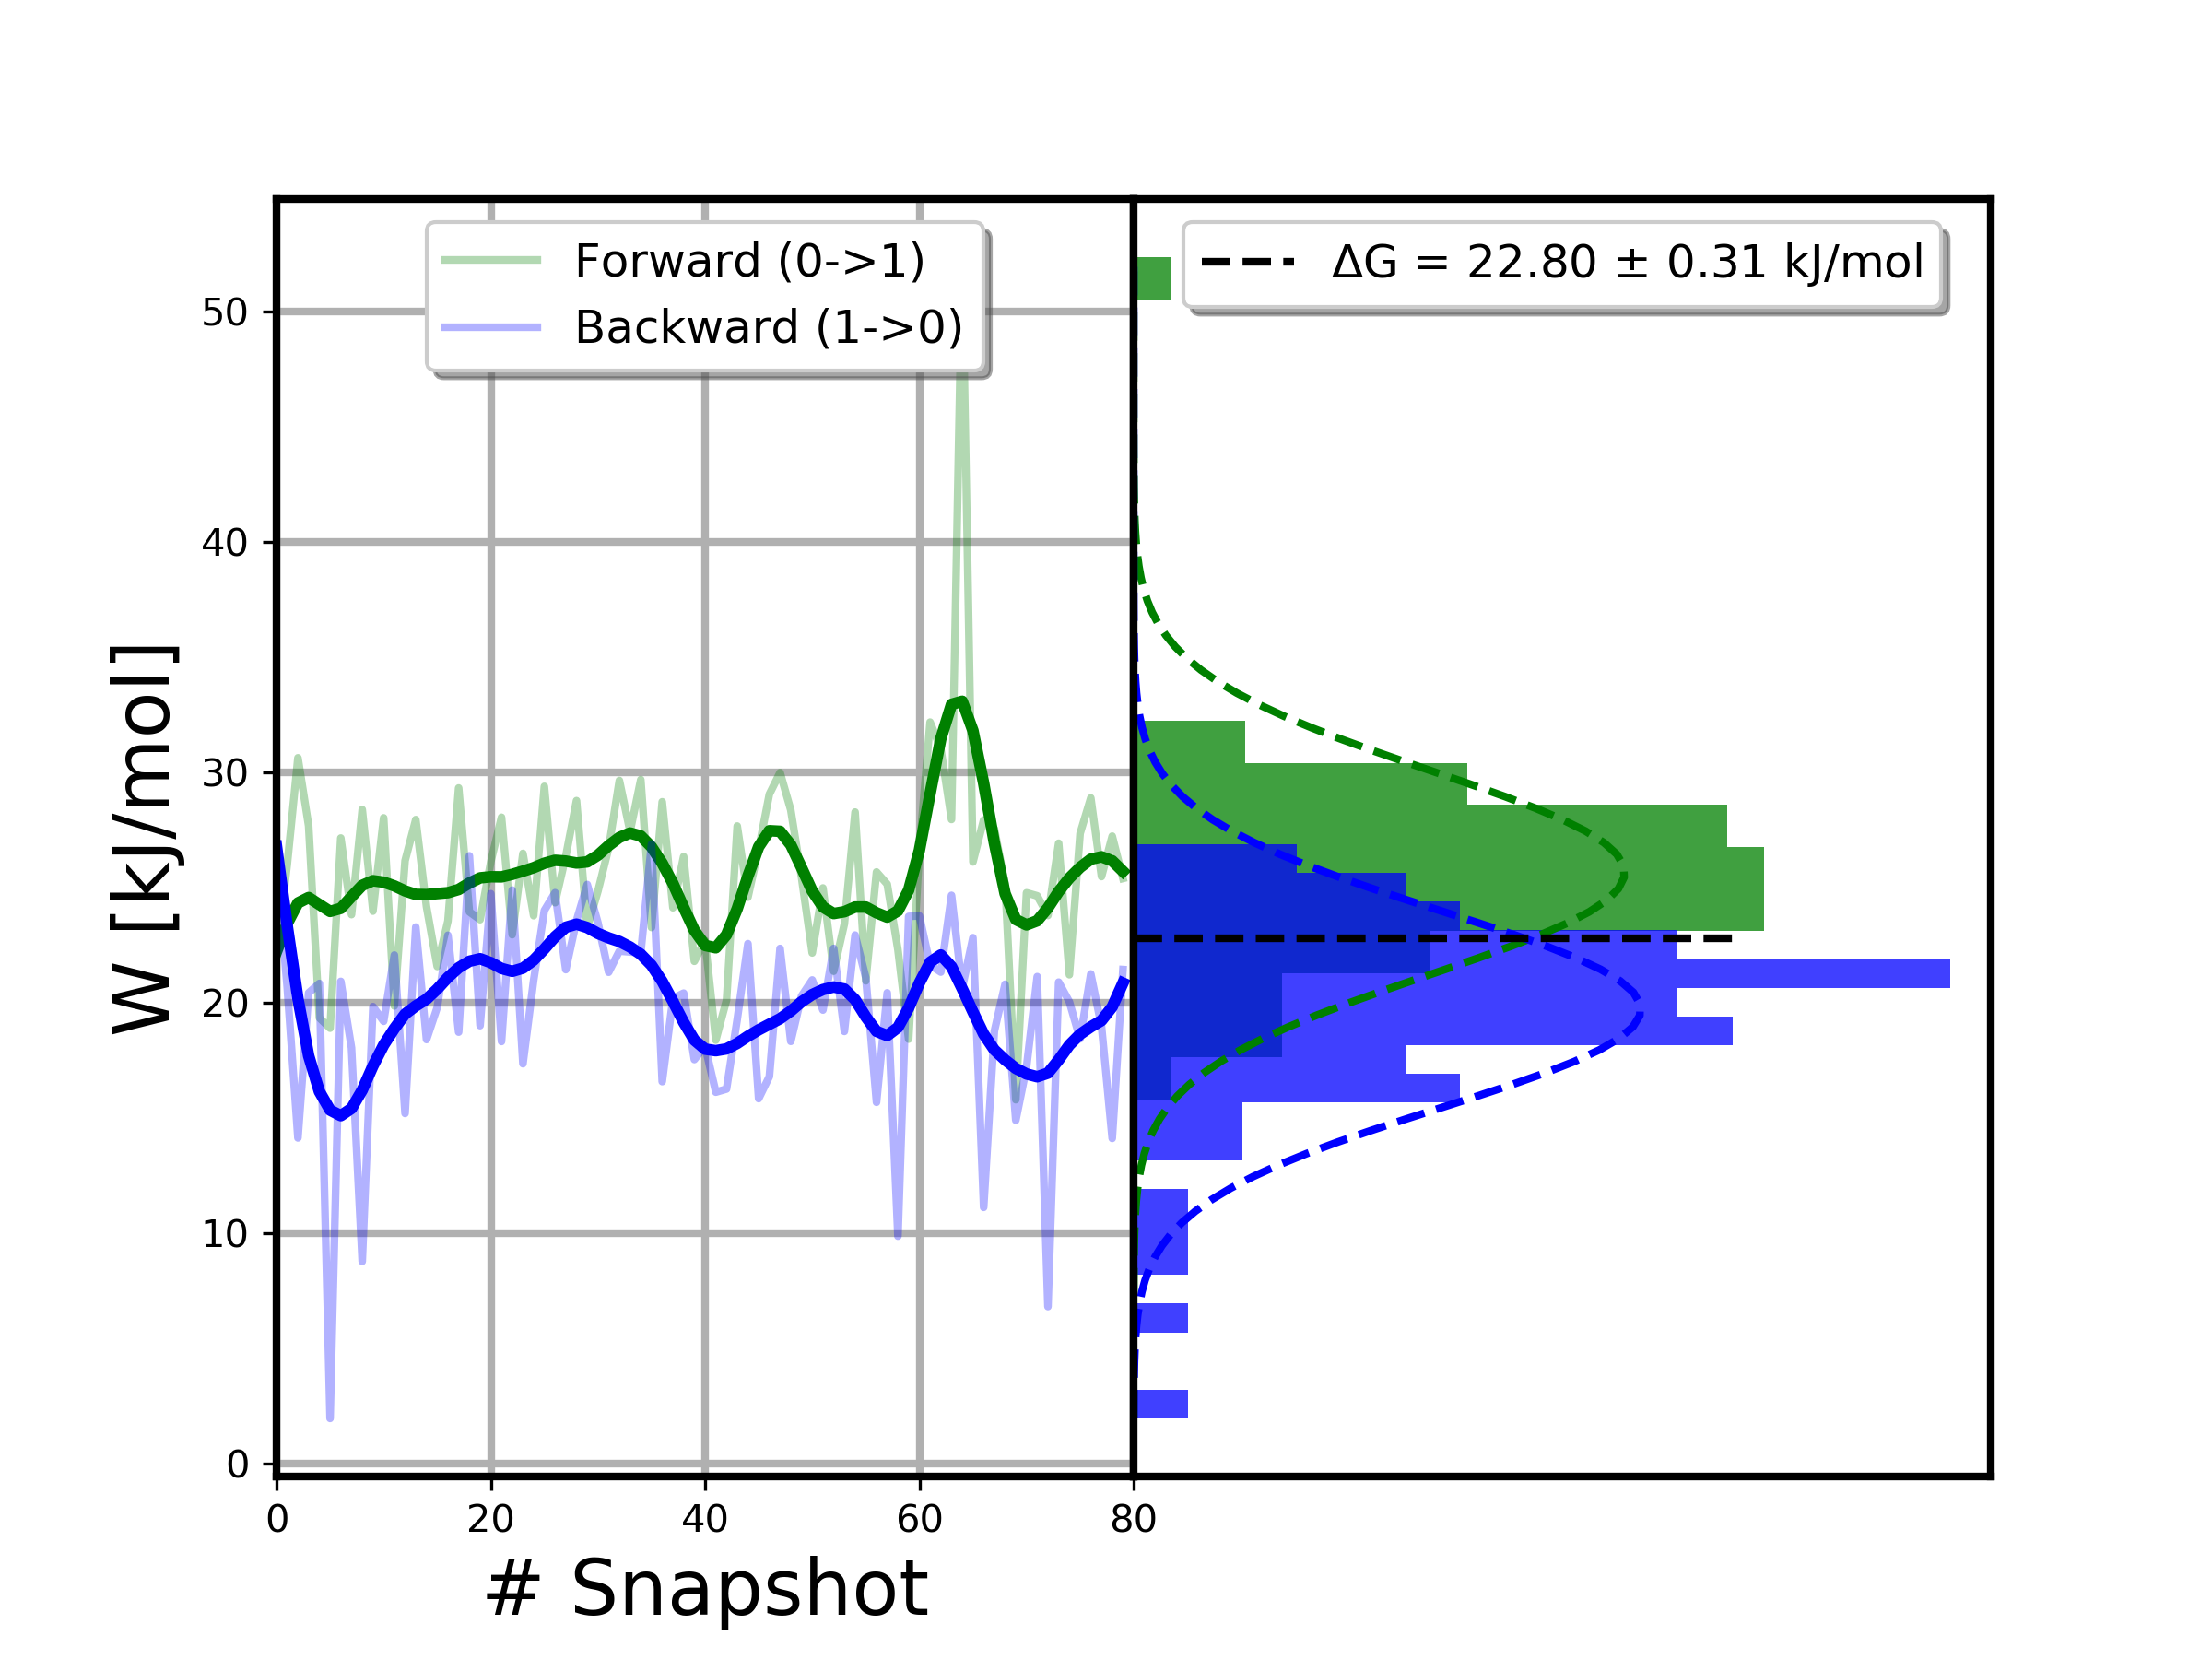 Forward (0->1)
Backward (1->0)
ΔG = 22.80 ± 0.31 kJ/mol
W [kJ/mol]
50
40
30
20
10
0
0 20 40 60 80
# Snapshot